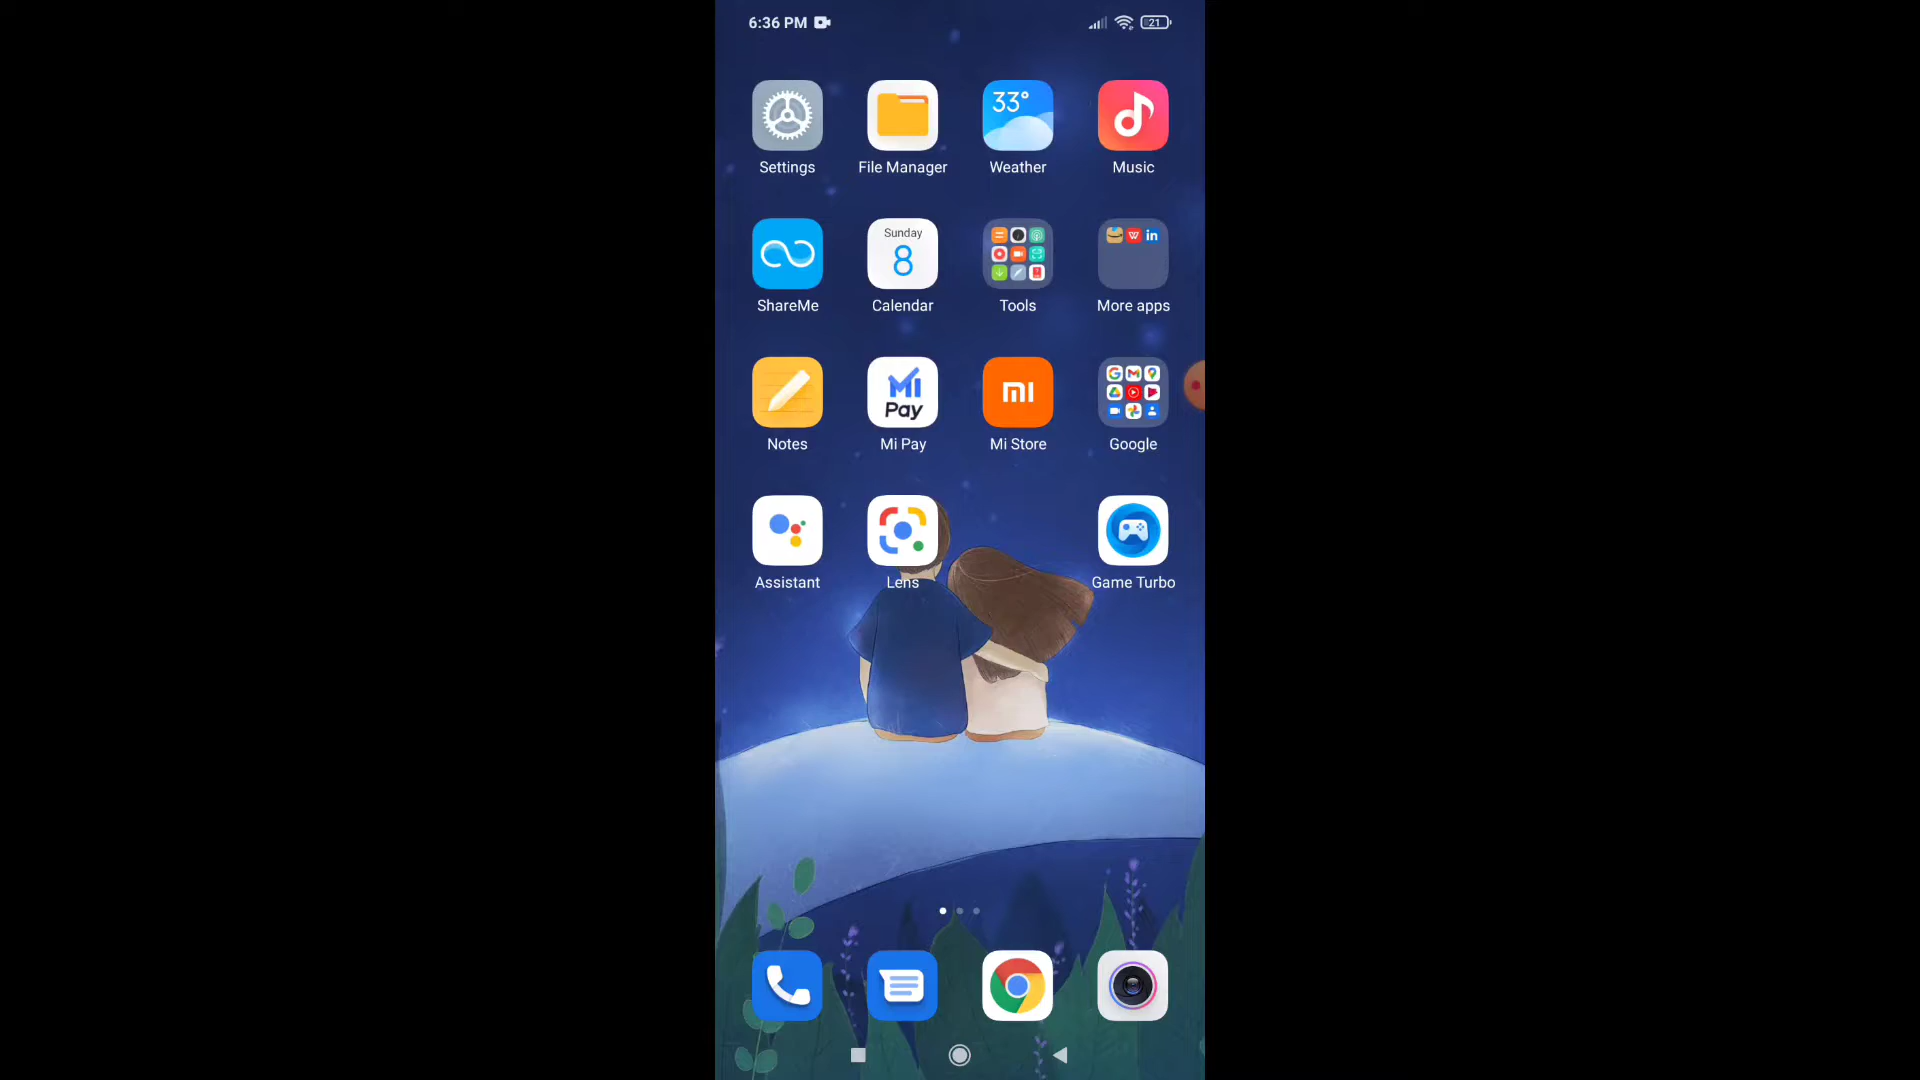 6:36 PM 21
33°
Settings File Manager Weather Music
Sunday
8
ShareMe Calendar Tools More apps
Mi
Pay
Notes Mi Pay Mi Store Google
Assistant Lens Game Turbo